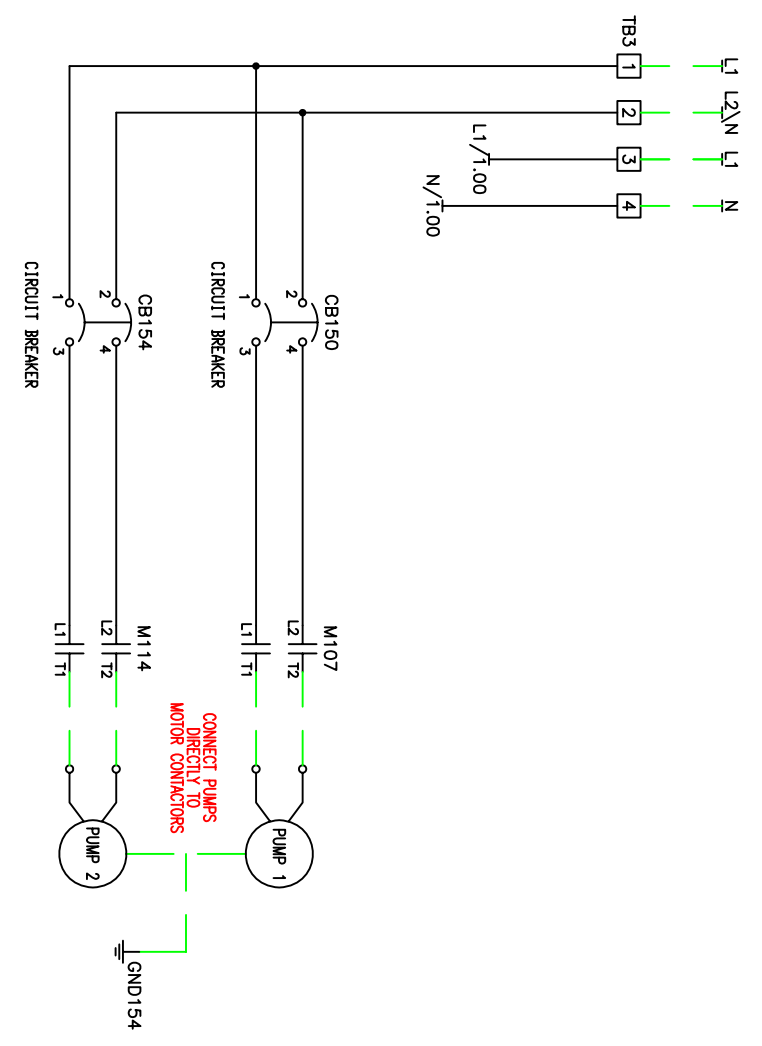 TB3
1
L1
2
L2\N
3
L1
L1/1.00
4
N
N/1.00
CB150
2
4
1
3
CIRCUIT BREAKER
M107
L2
T2
L1
T1
PUMP 1
CB154
2
4
1
3
CIRCUIT BREAKER
M114
L2
T2
L1
T1
PUMP 2
CONNECT PUMPS
DIRECTLY TO
MOTOR CONTACTORS
GND154